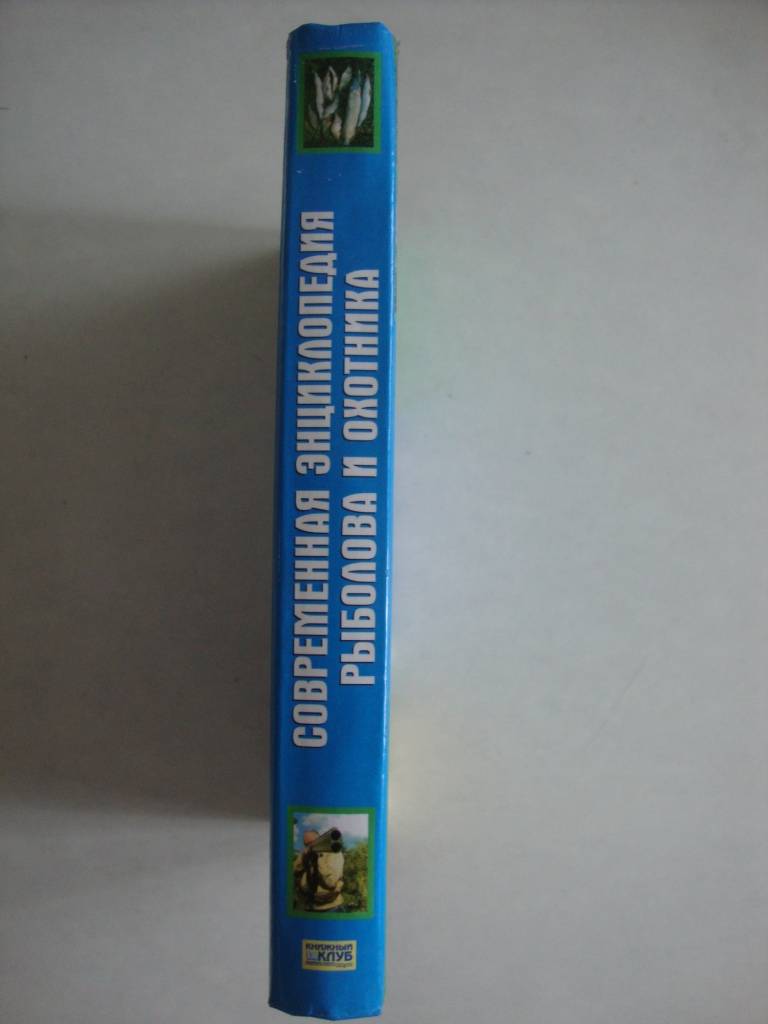 СОВРЕМЕННАЯ ЭНЦИКЛОПЕДИЯ
РЫБОЛОВА И ОХОТНИКА
КНИЖНЫЙ
КЛУБ